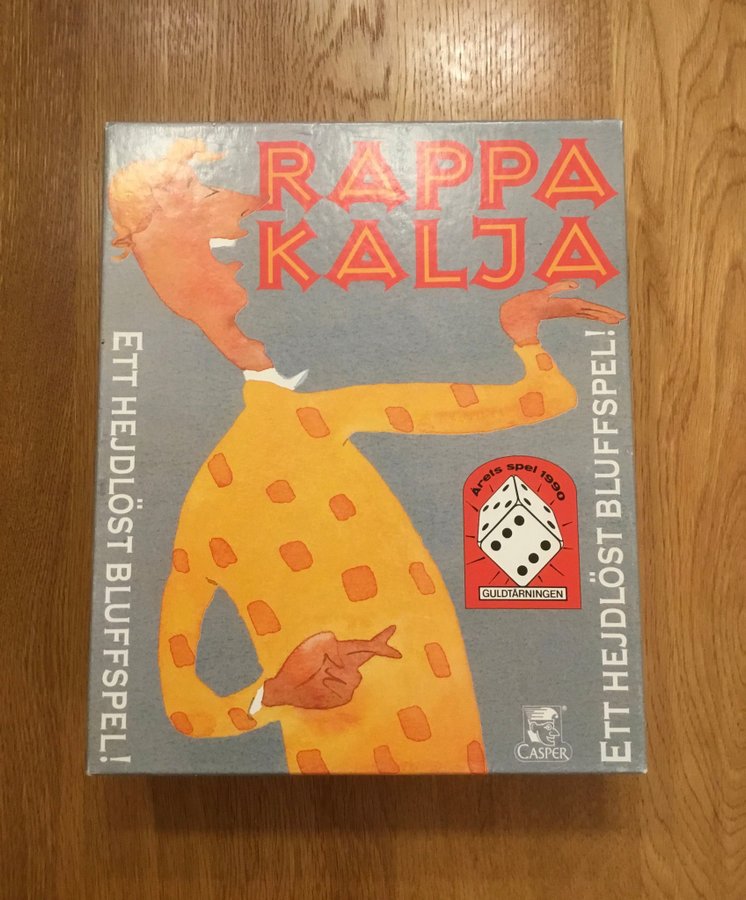 RAPPA
KALJA
ETT HEJDLÖST BLUFFSPEL!
ETT HEJDLÖST BLUFFSPEL!
Årets spel 1990
GULDTÄRNINGEN
CASPER
®